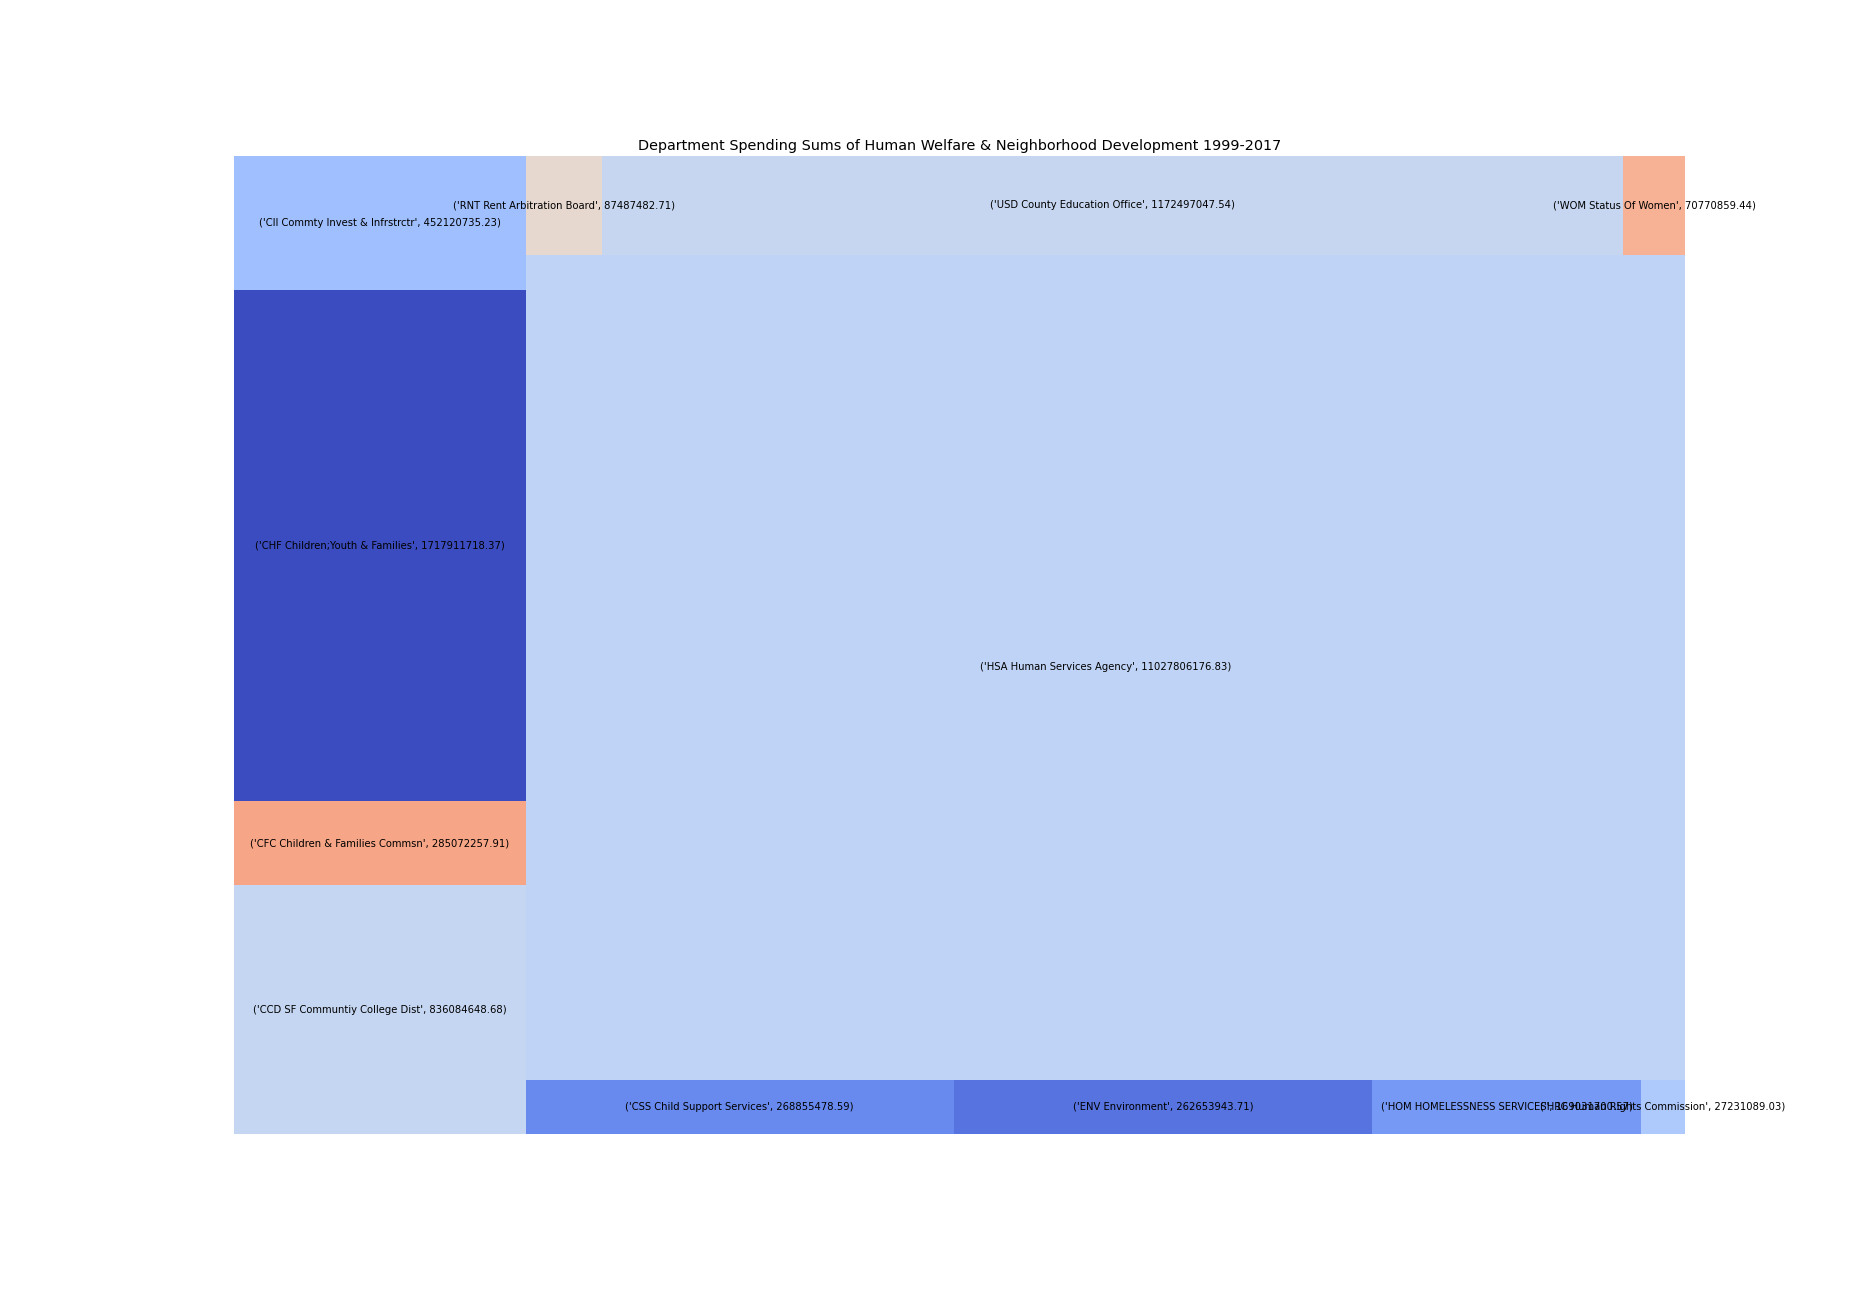 Department Spending Sums of Human Welfare & Neighborhood Development 1999-2017
('RNT Rent Arbitration Board', 87487482.71)
('USD County Education Office', 1172497047.54)
('WOM Status Of Women', 70770859.44)
('CII Commty Invest & Infrstrctr', 452120735.23)
('CHF Children;Youth & Families', 1717911718.37)
('HSA Human Services Agency', 11027806176.83)
('CFC Children & Families Commsn', 285072257.91)
('CCD SF Communtiy College Dist', 836084648.68)
('CSS Child Support Services', 268855478.59)
('ENV Environment', 262653943.71)
('HOM HOMELESSNESS SERVICES',
Rights Commission', 27231089.03)